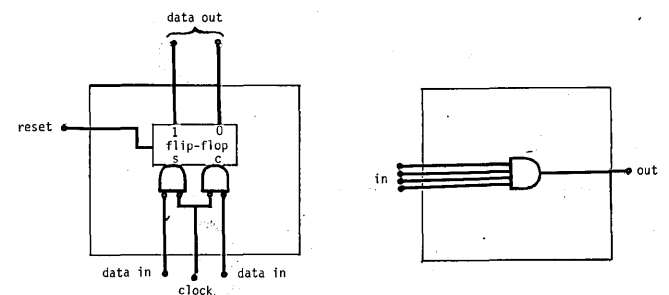 data out
reset
1 0
flip-flop
s c
in
out
data in
data in
clock